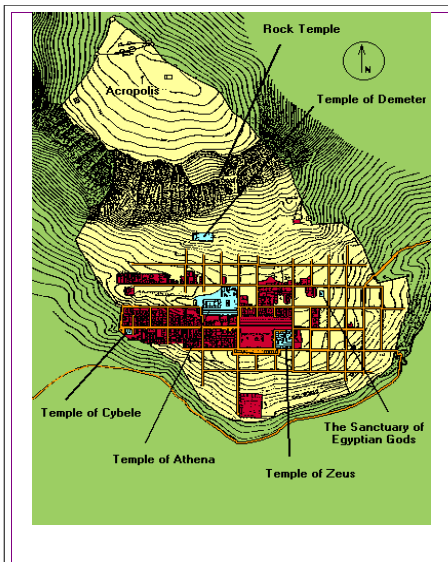 Rock Temple
N
Temple of Demeter
Acropolis
Temple of Cybele
The Sanctuary of
Egyptian Gods
Temple of Athena
Temple of Zeus